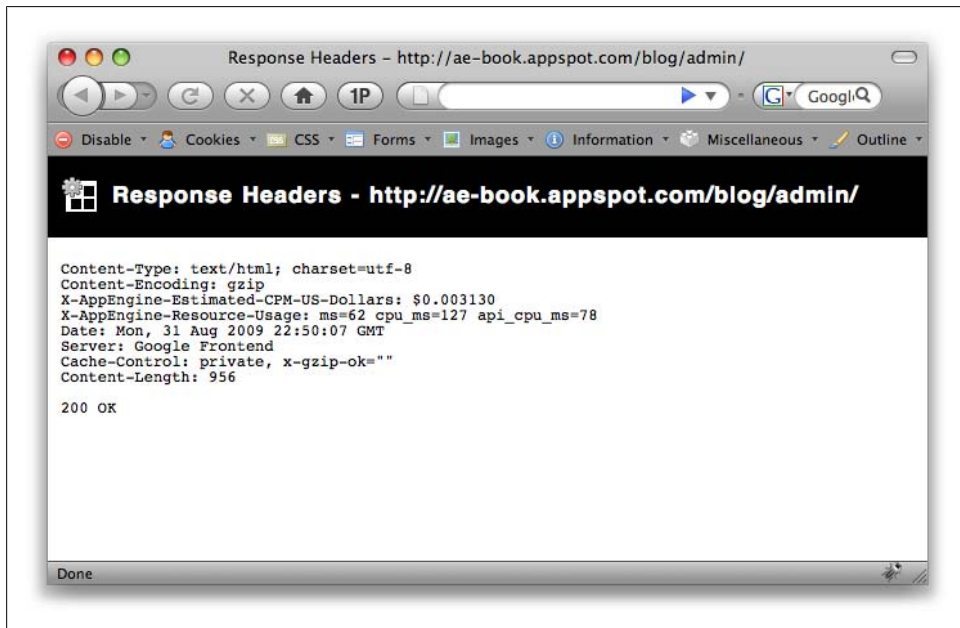 Response Headers – http://ae-book.appspot.com/blog/admin/
1P
G Googl
Disable Cookies CSS Forms Images Information Miscellaneous Outline
Response Headers - http://ae-book.appspot.com/blog/admin/
Content-Type: text/html; charset=utf-8
Content-Encoding: gzip
X-AppEngine-Estimated-CPM-US-Dollars: $0.003130
X-AppEngine-Resource-Usage: ms=62 cpu_ms=127 api_cpu_ms=78
Date: Mon, 31 Aug 2009 22:50:07 GMT
Server: Google Frontend
Cache-Control: private, x-gzip-ok=""
Content-Length: 956
200 OK
Done